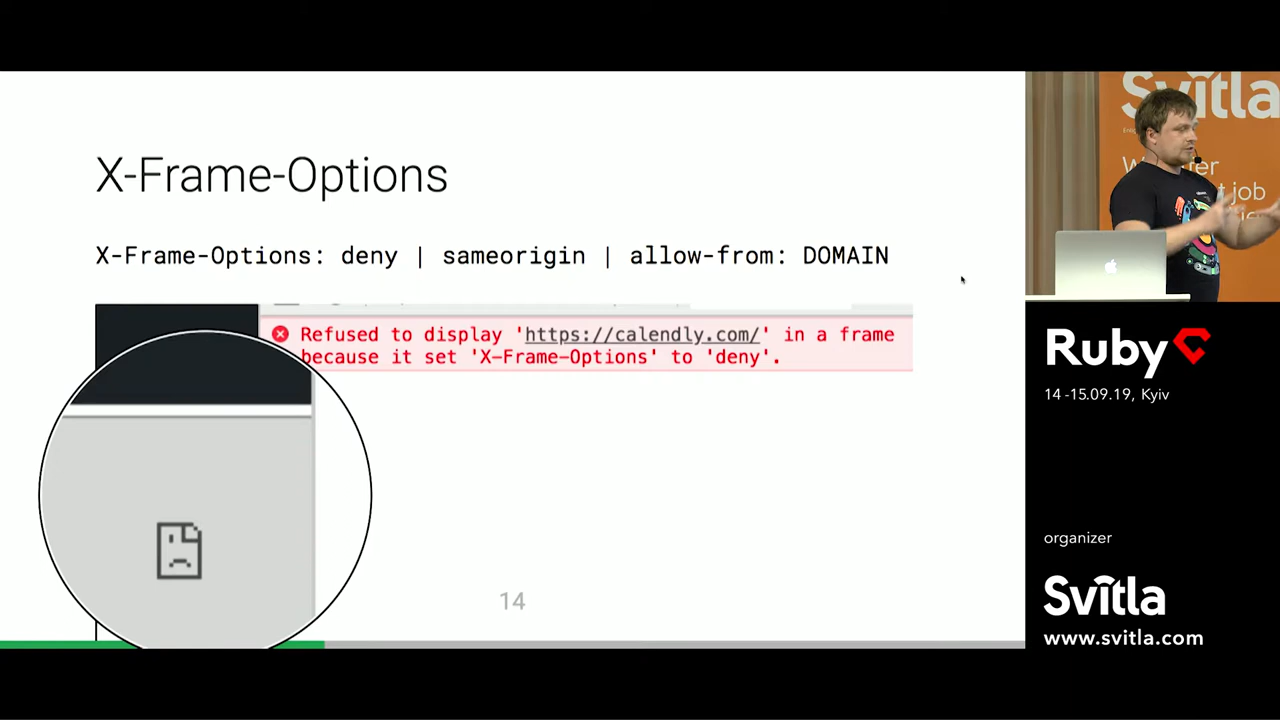 X-Frame-Options
X-Frame-Options: deny | sameorigin | allow-from: DOMAIN
Refused to display 'https://calendly.com/' in a frame
because it set 'X-Frame-Options' to 'deny'.
14
Svitla
Ruby
14 -15.09.19, Kyiv
organizer
Svitla
www.svitla.com